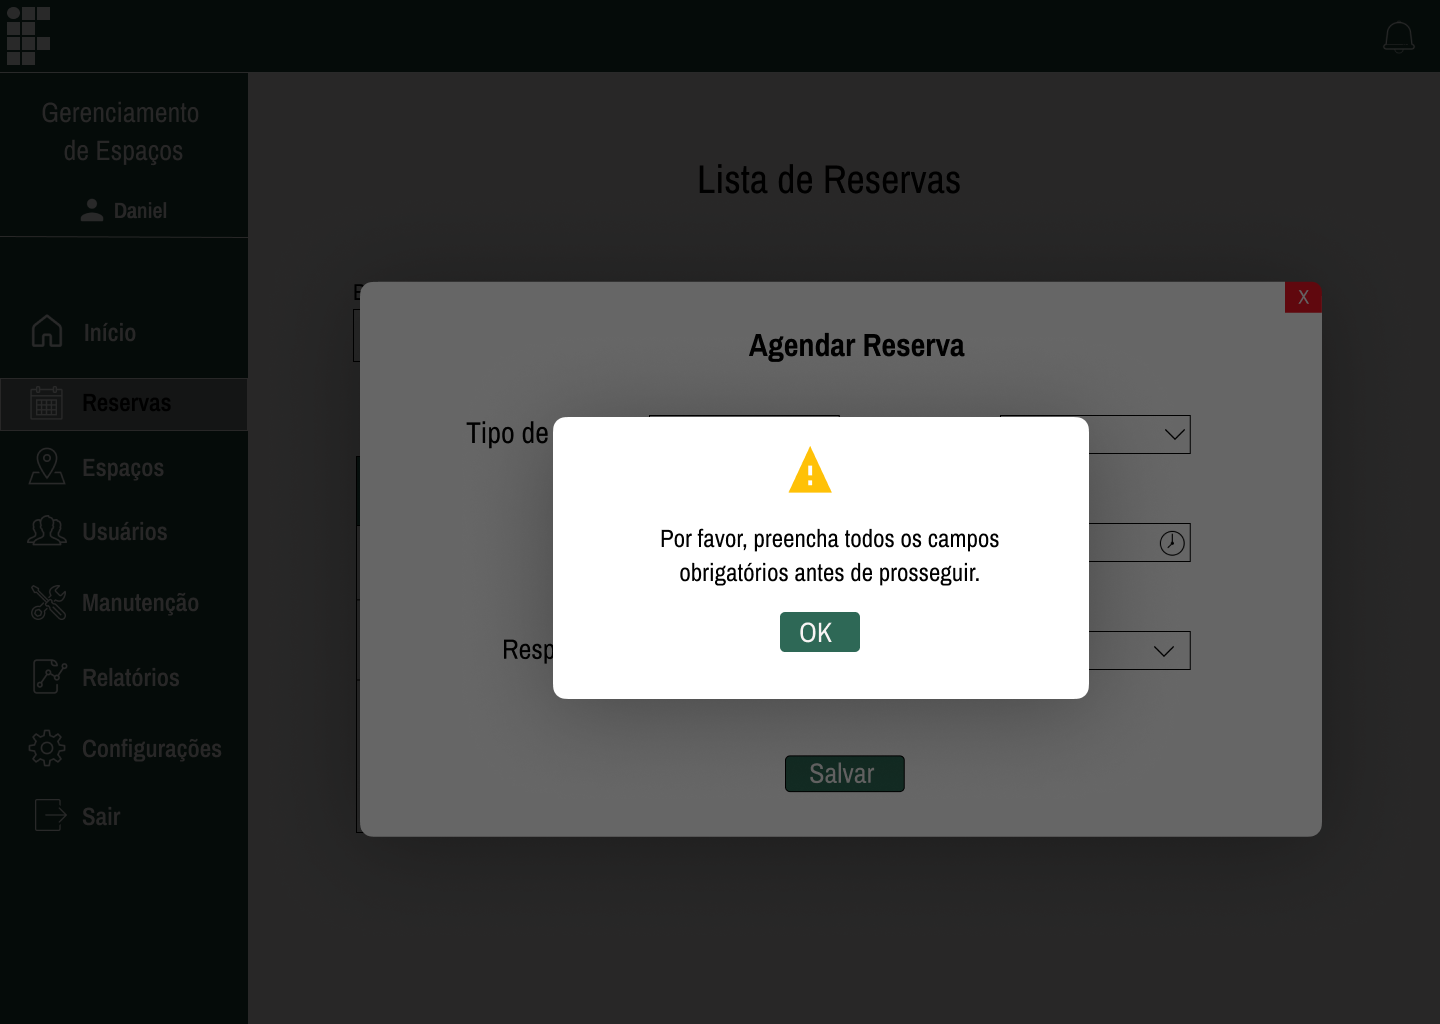 Gerenciamento
de Espaços
Daniel
Início
Reservas
Espaços
Usuários
Manutenção
Relatórios
Configurações
Sair
Lista de Reservas
X
Agendar Reserva
Tipo de
Por favor, preencha todos os campos
obrigatórios antes de prosseguir.
OK
Resp
Salvar